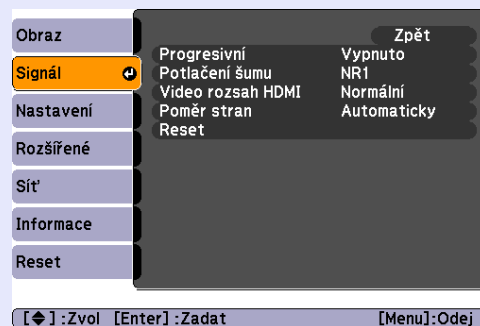 Obraz
Signál
Nastavení
Rozšířené
Síť
Informace
Reset
Zpět
Progresivní Vypnuto
Potlačení šumu NR1
Video rozsah HDMI Normální
Poměr stran Automaticky
Reset
[ ] :Zvol [Enter] :Zadat [Menu]:Odej